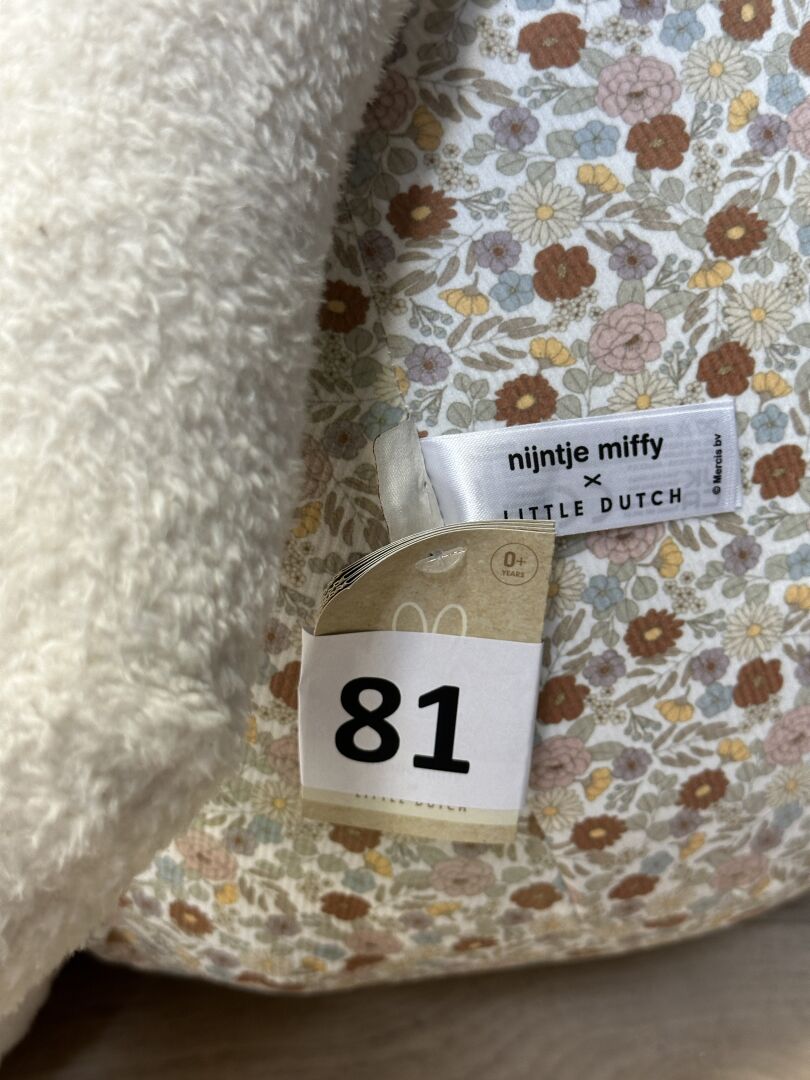 nijntje miffy
x
LITTLE DUTCH
© Mercis bv
0+
YEARS
81
LITTLE DUTCH